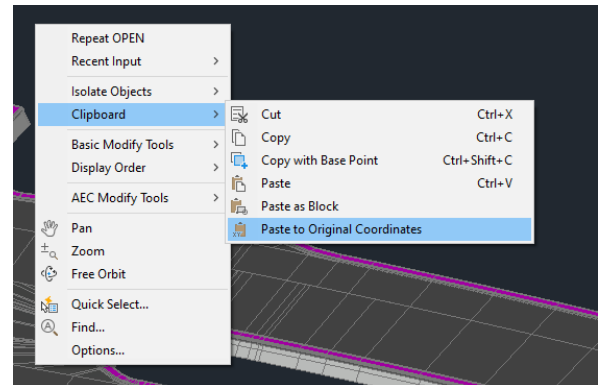 Repeat OPEN
Recent Input
Isolate Objects
Clipboard
Basic Modify Tools
Display Order
AEC Modify Tools
Pan
Zoom
Free Orbit
Quick Select...
Find...
Options...
Cut Ctrl+X
Copy Ctrl+C
Copy with Base Point Ctrl+Shift+C
Paste Ctrl+V
Paste as Block
Paste to Original Coordinates